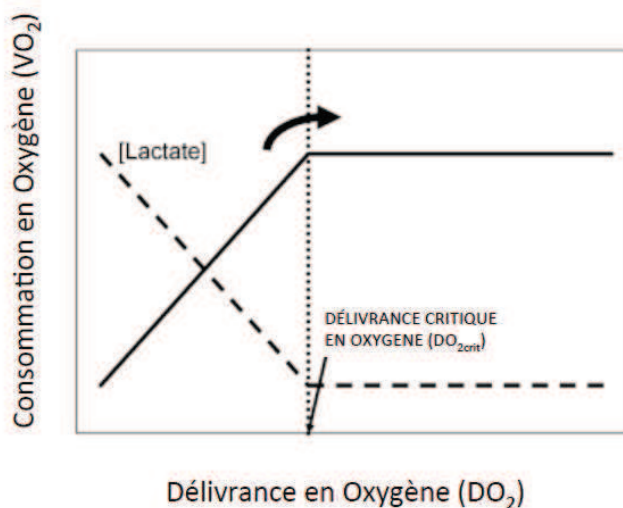 Consommation en Oxygène (VO₂)
[Lactate]
DÉLIVRANCE CRITIQUE
EN OXYGENE (DO₂crit)
Délivrance en Oxygène (DO₂)